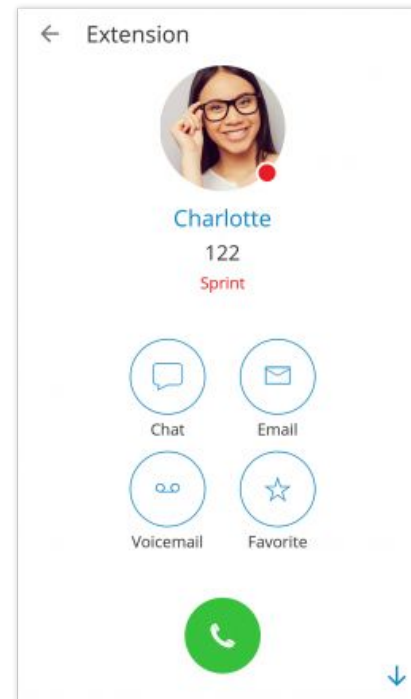 Extension
Charlotte
122
Sprint
Chat Email
Voicemail Favorite